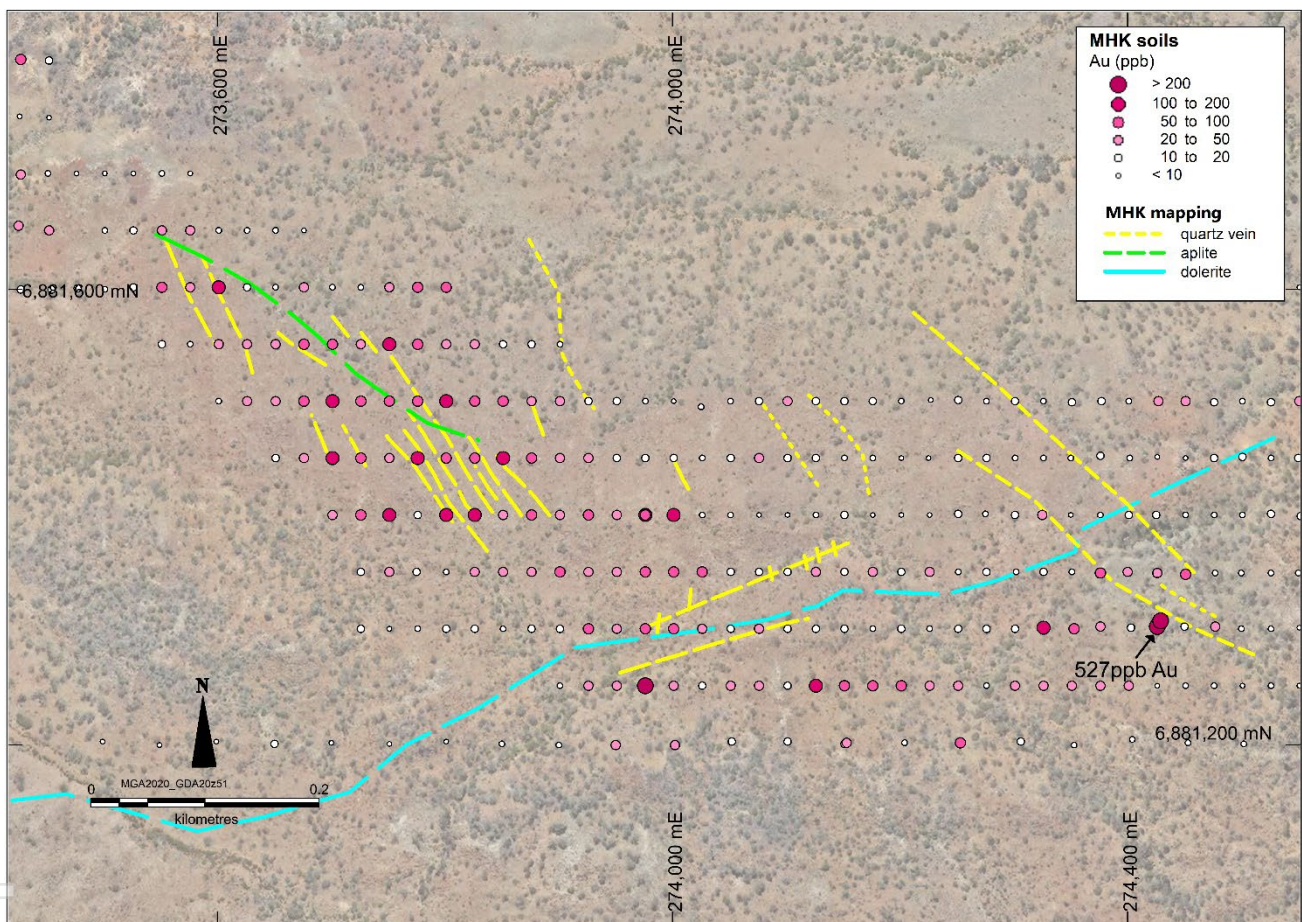 273,600 mE
274,000 mE
MHK soils
Au (ppb)
> 200
100 to 200
50 to 100
20 to 50
10 to 20
< 10
MHK mapping
quartz vein
aplite
dolerite
6,881,600 mN
527ppb Au
N
6,881,200 mN
MGA2020_GDA20z51
0 0.2
kilometres
274,000 mE
274,400 mE